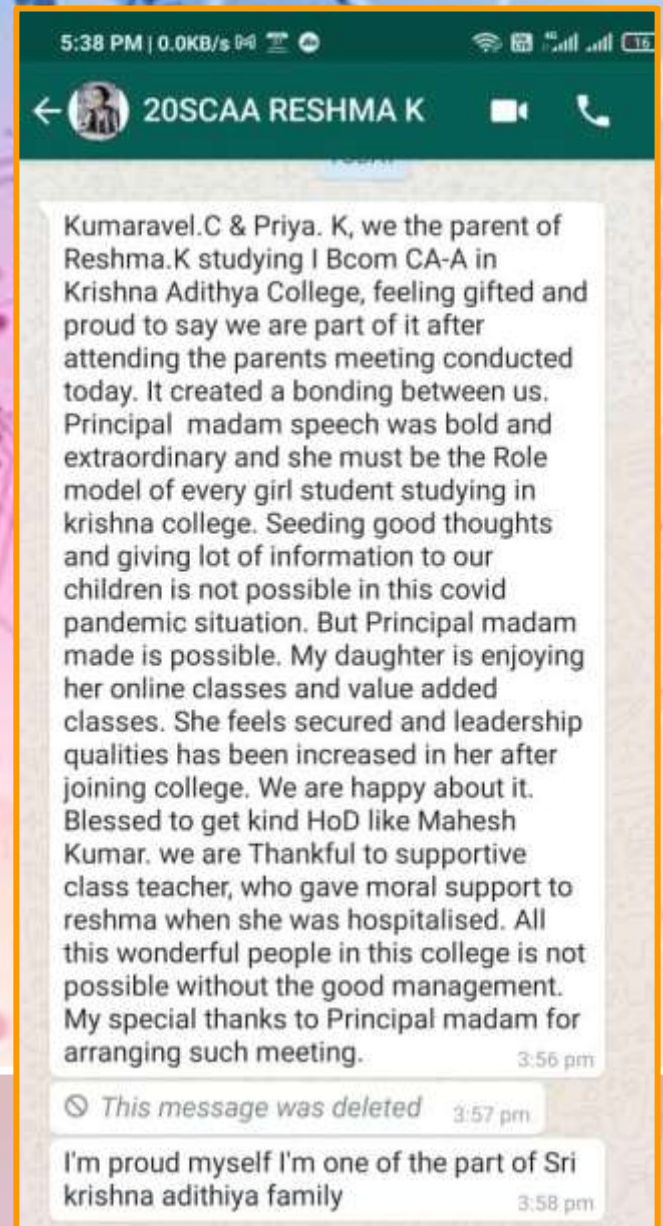 5:38 PM | 0.0KB/s
16
20SCAA RESHMA K
TODAY
Kumaravel.C & Priya. K, we the parent of
Reshma.K studying I Bcom CA-A in
Krishna Adithya College, feeling gifted and
proud to say we are part of it after
attending the parents meeting conducted
today. It created a bonding between us.
Principal  madam speech was bold and
extraordinary and she must be the Role
model of every girl student studying in
krishna college. Seeding good thoughts
and giving lot of information to our
children is not possible in this covid
pandemic situation. But Principal madam
made is possible. My daughter is enjoying
her online classes and value added
classes. She feels secured and leadership
qualities has been increased in her after
joining college. We are happy about it.
Blessed to get kind HoD like Mahesh
Kumar. we are Thankful to supportive
class teacher, who gave moral support to
reshma when she was hospitalised. All
this wonderful people in this college is not
possible without the good management.
My special thanks to Principal madam for
arranging such meeting. 3:56 pm
This message was deleted 3:57 pm
I'm proud myself I'm one of the part of Sri
krishna adithiya family 3:58 pm